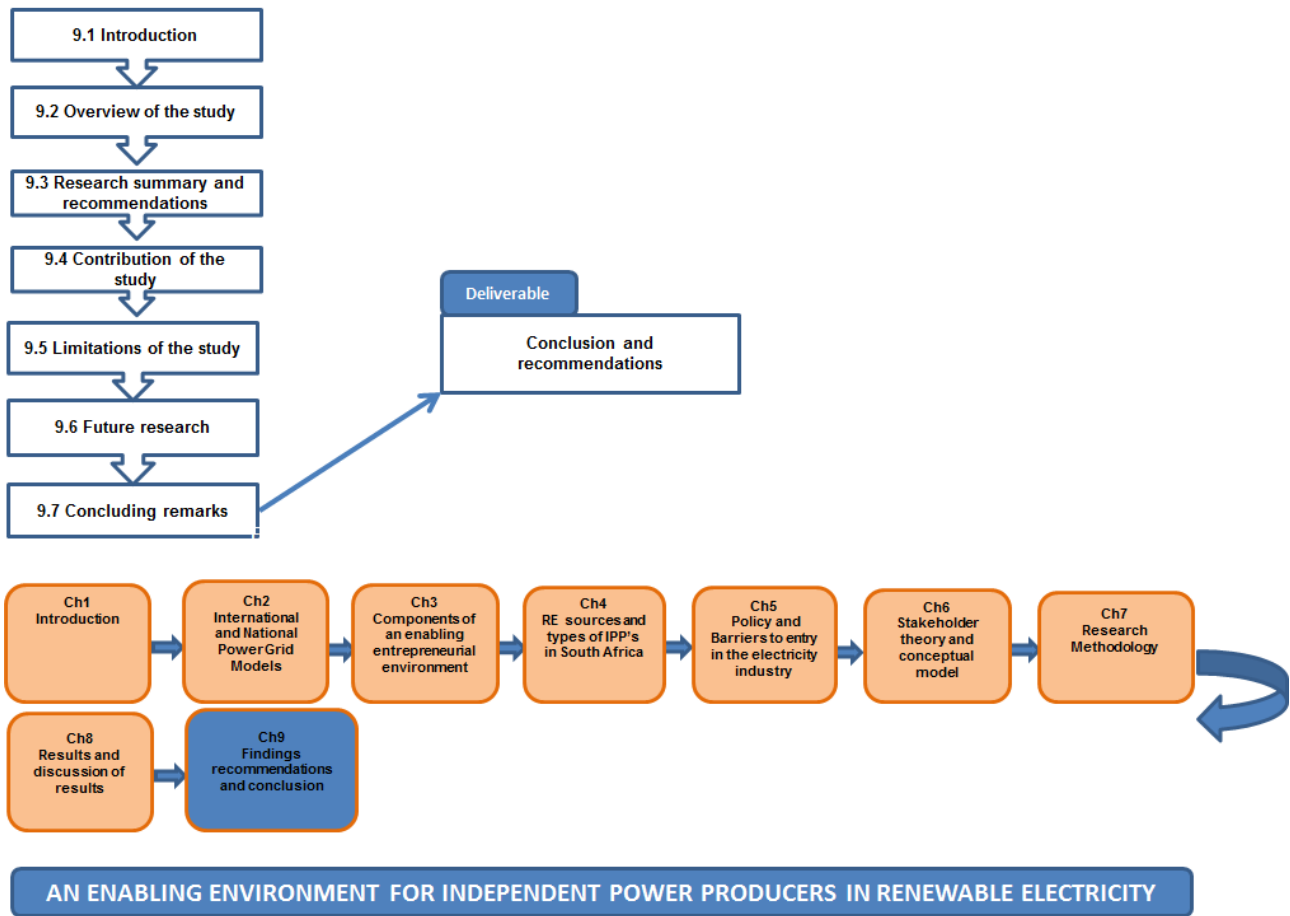 9.1 Introduction
9.2 Overview of the study
9.3 Research summary and
recommendations
9.4 Contribution of the
study
9.5 Limitations of the study
9.6 Future research
9.7 Concluding remarks
Deliverable
Conclusion and
recommendations
Ch1
Introduction
Ch2
International
and National
Power Grid
Models
Ch3
Components of
an enabling
entrepreneurial
environment
Ch4
RE sources and
types of IPP's
in South Africa
Ch5
Policy and
Barriers to entry
in the electricity
industry
Ch6
Stakeholder
theory and
conceptual
model
Ch7
Research
Methodology
Ch8
Results and
discussion of
results
Ch9
Findings
recommendations
and conclusion
AN ENABLING ENVIRONMENT FOR INDEPENDENT POWER PRODUCERS IN RENEWABLE ELECTRICITY